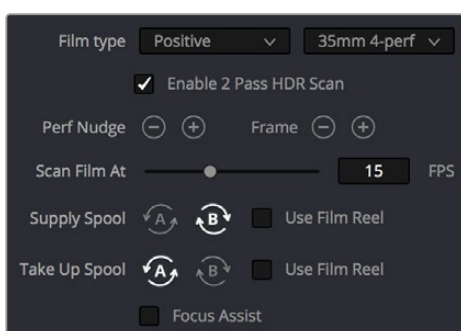 Film type Positive 35mm 4-perf
Enable 2 Pass HDR Scan
Perf Nudge Frame
Scan Film At 15 FPS
Supply Spool A B Use Film Reel
Take Up Spool A B Use Film Reel
Focus Assist